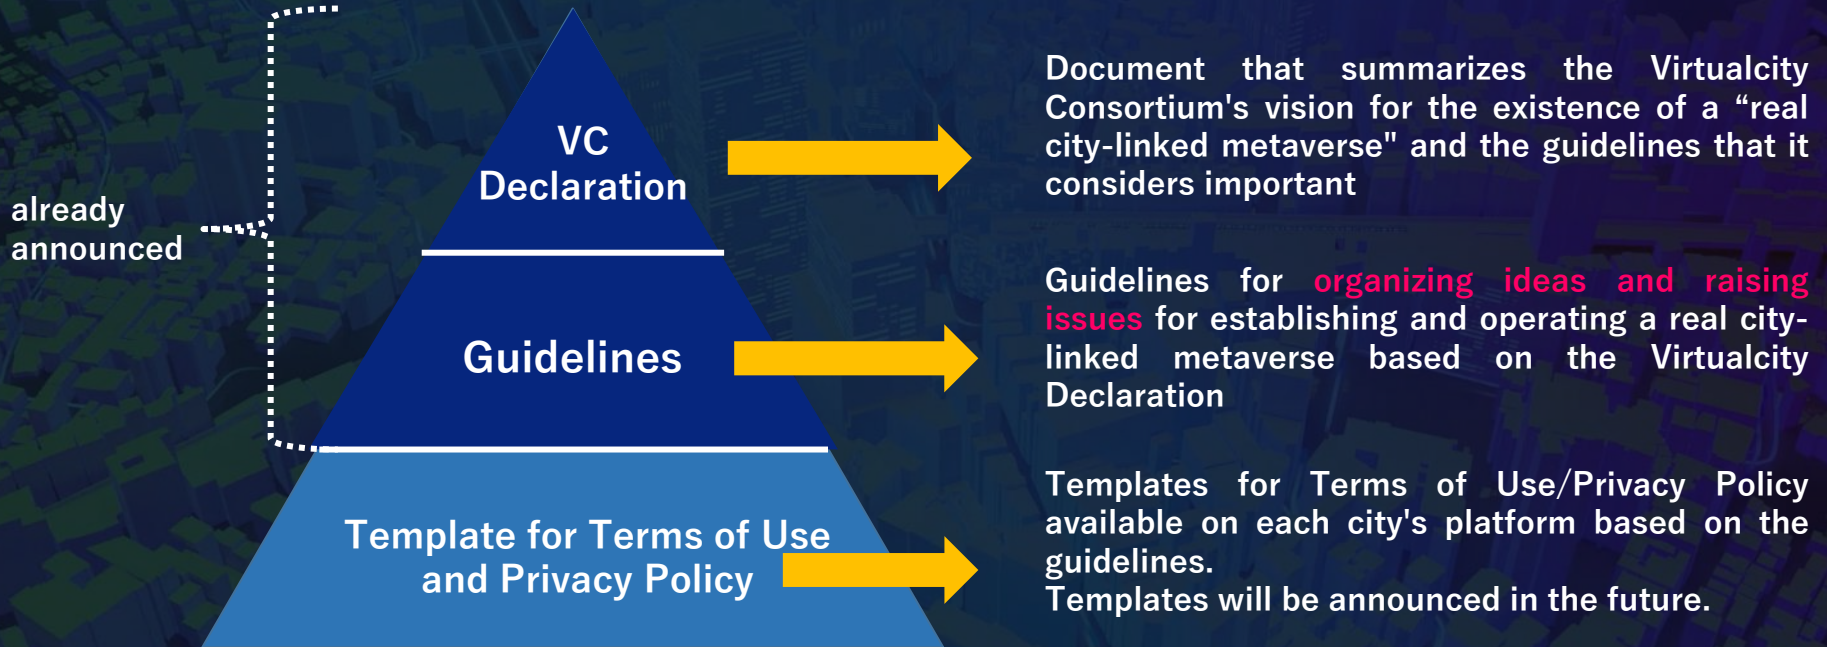 already
announced
VC
Declaration
Guidelines
Template for Terms of Use
and Privacy Policy
Document that summarizes the Virtualcity
Consortium's vision for the existence of a “real
city-linked metaverse" and the guidelines that it
considers important
Guidelines for organizing ideas and raising
issues for establishing and operating a real city-
linked metaverse based on the Virtualcity
Declaration
Templates for Terms of Use/Privacy Policy
available on each city's platform based on the
guidelines.
Templates will be announced in the future.